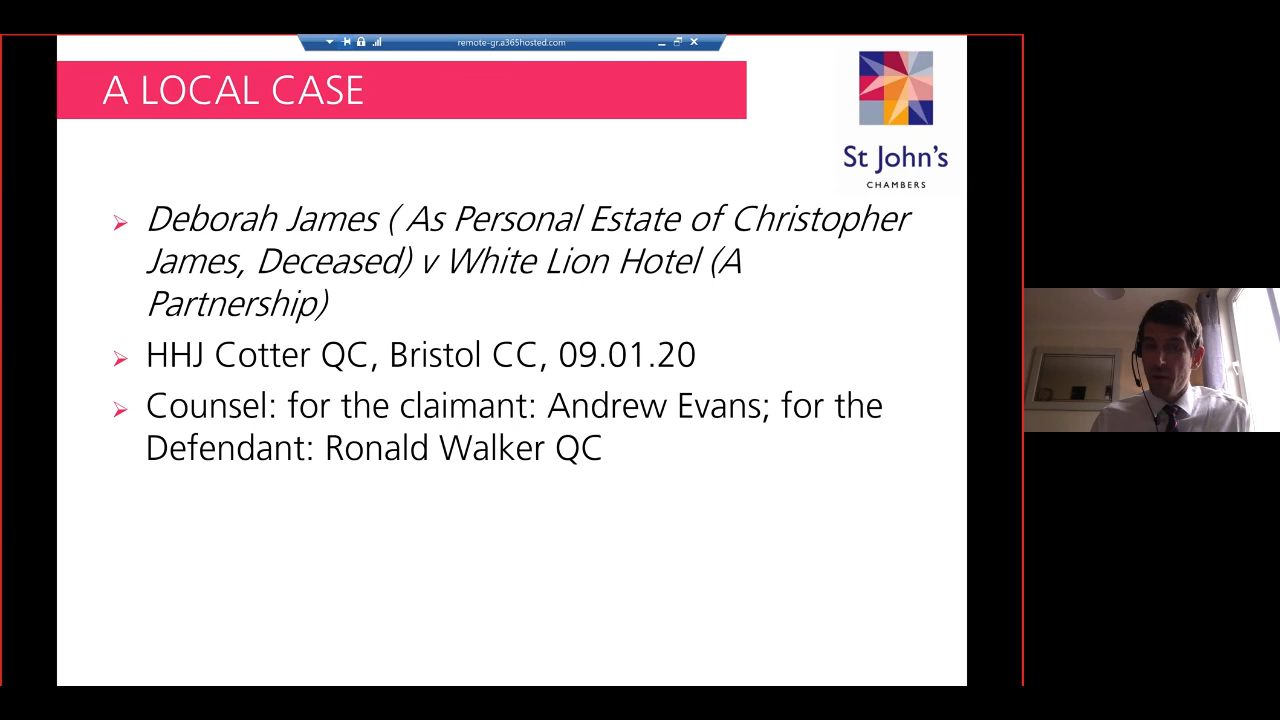 remote-gr.a365hosted.com
A LOCAL CASE
St John's
CHAMBERS
Deborah James ( As Personal Estate of Christopher
James, Deceased) v White Lion Hotel (A
Partnership)
HHJ Cotter QC, Bristol CC, 09.01.20
Counsel: for the claimant: Andrew Evans; for the
Defendant: Ronald Walker QC